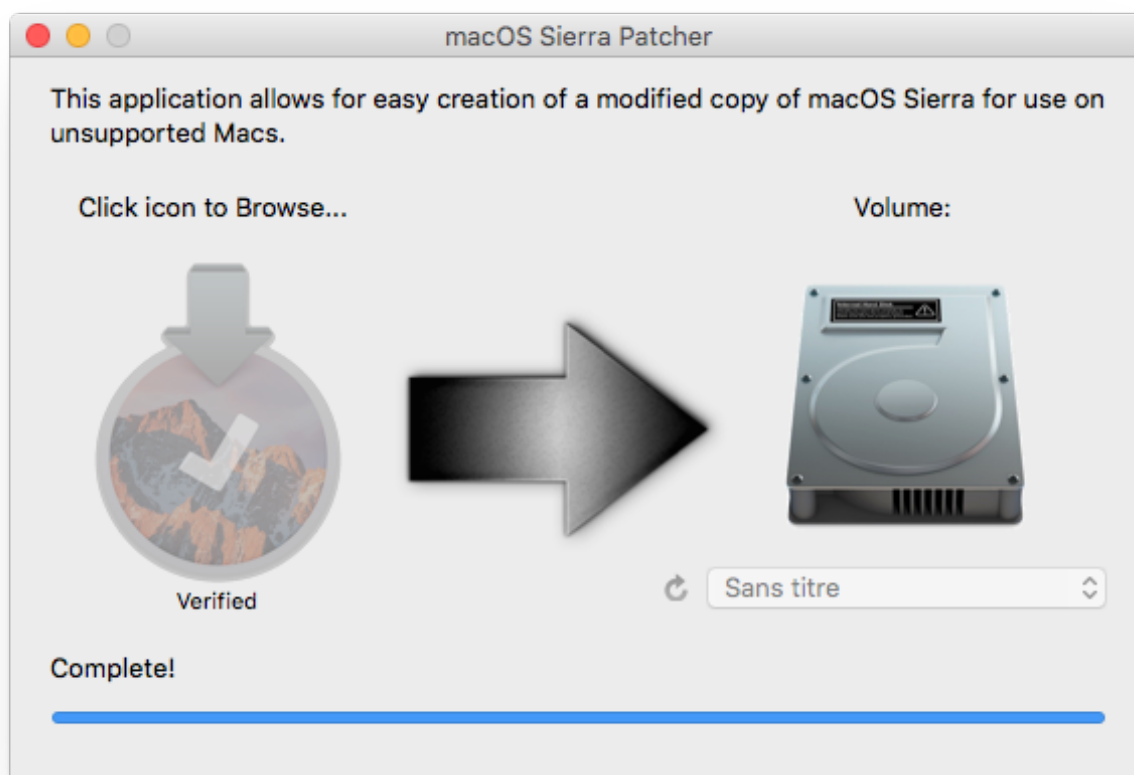 macOS Sierra Patcher
This application allows for easy creation of a modified copy of macOS Sierra for use on
unsupported Macs.
Click icon to Browse...
Volume:
Verified
Sans titre
Complete!